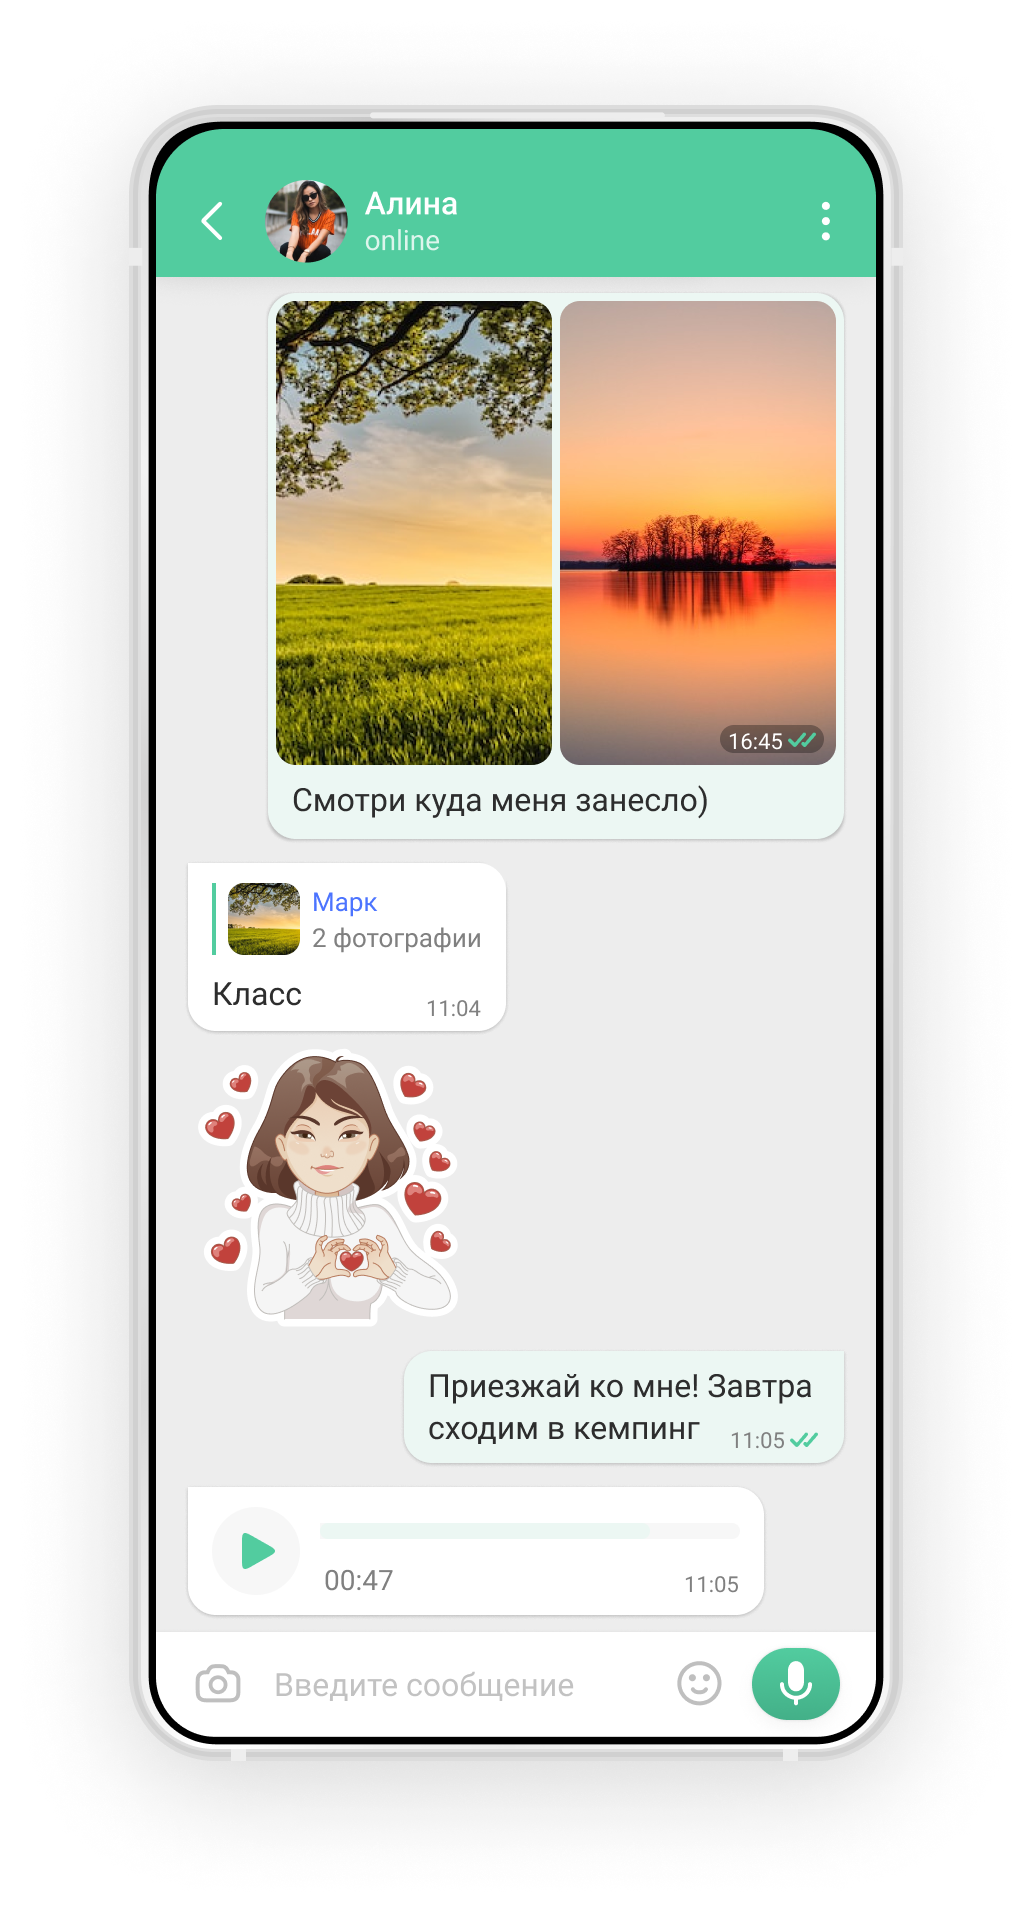 Алина
online
16:45
Смотри куда меня занесло)
Марк
2 фотографии
Класс
11:04
Приезжай ко мне! Завтра
сходим в кемпинг
11:05
00:47
11:05
Введите сообщение